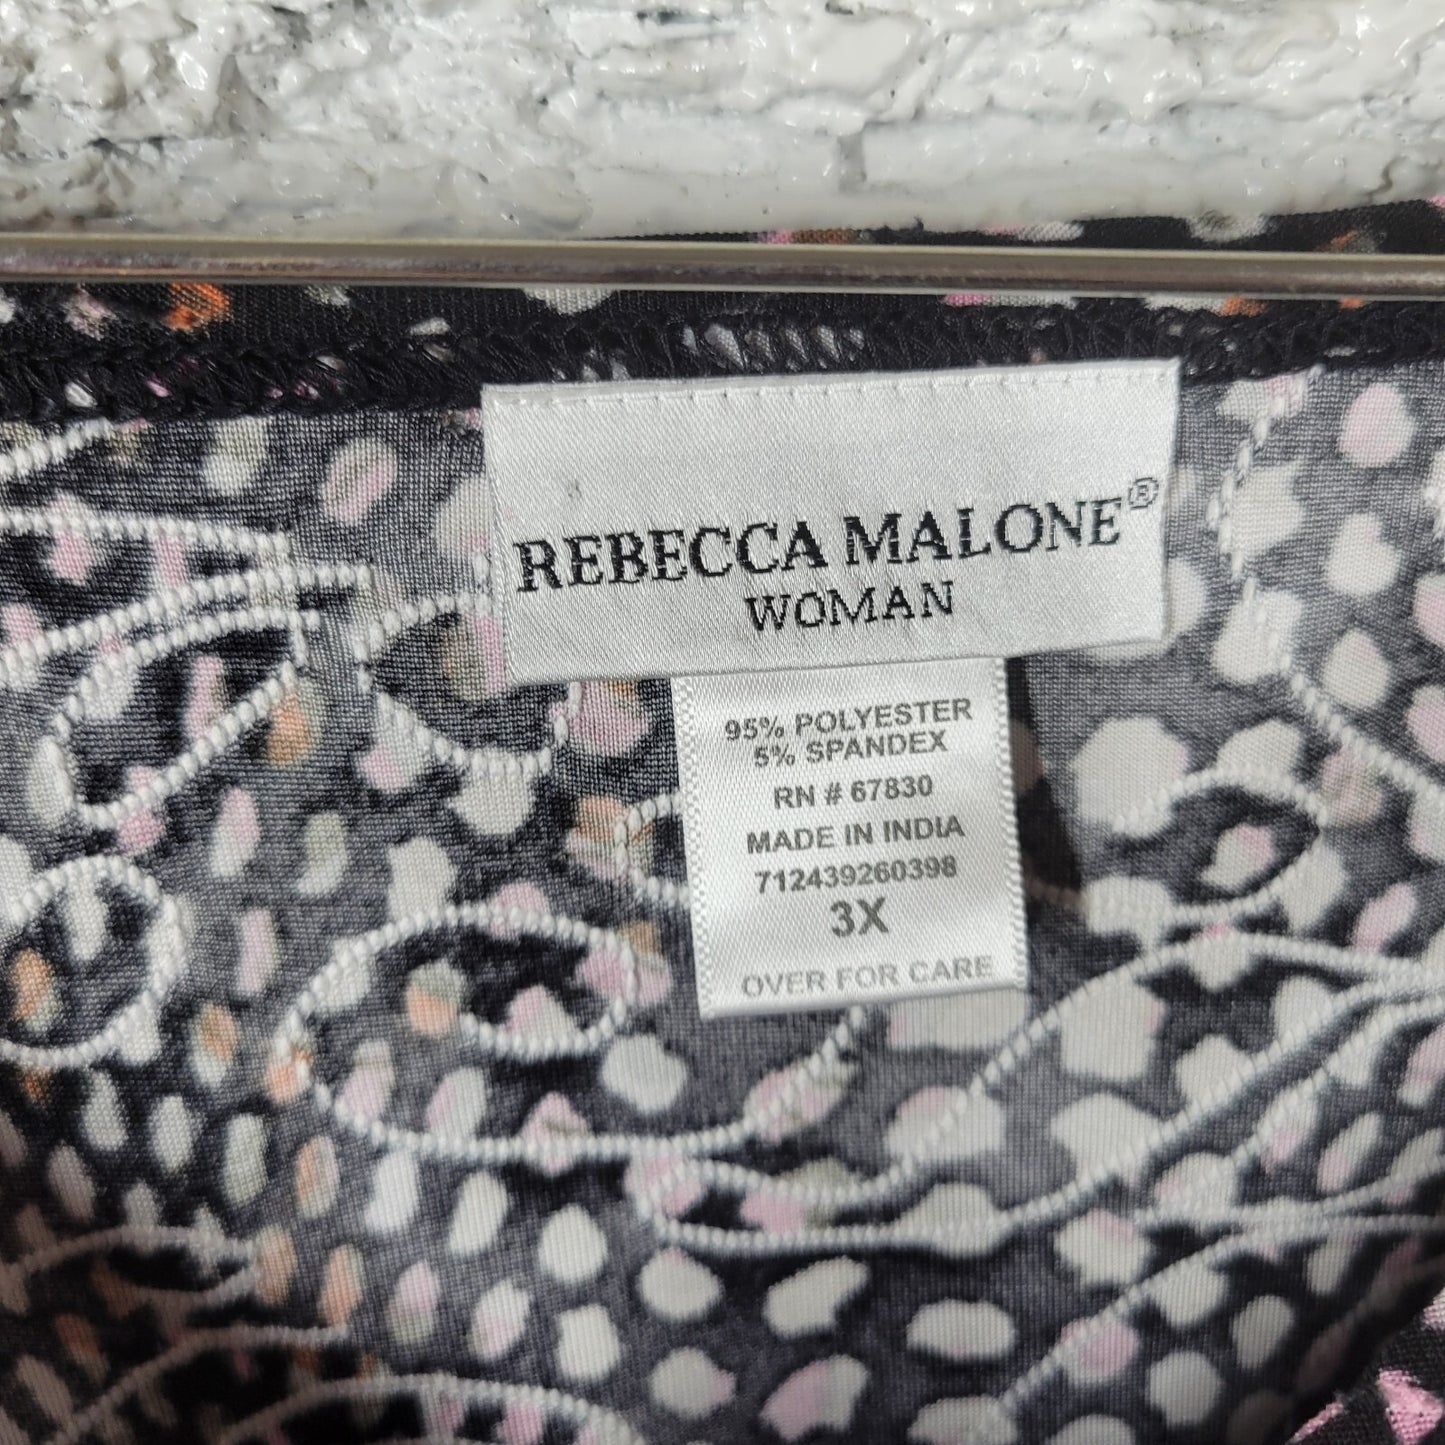 REBECCA MALONE®
WOMAN
95% POLYESTER
5% SPANDEX
RN # 67830
MADE IN INDIA
712439260398
3X
OVER FOR CARE